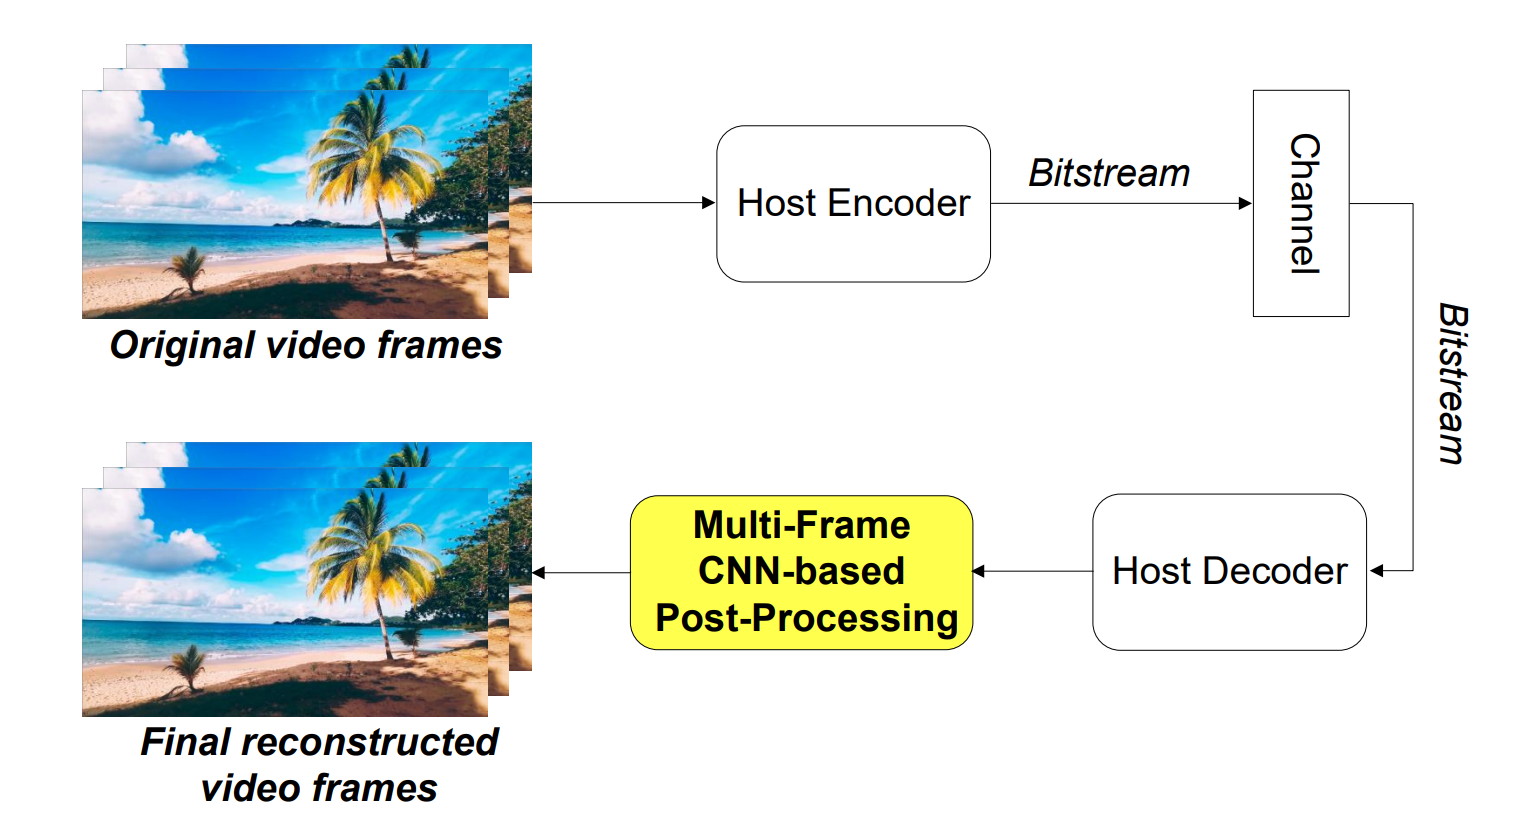 Original video frames
Host Encoder
Bitstream
Channel
Bitstream
Host Decoder
Multi-Frame
CNN-based
Post-Processing
Final reconstructed
video frames